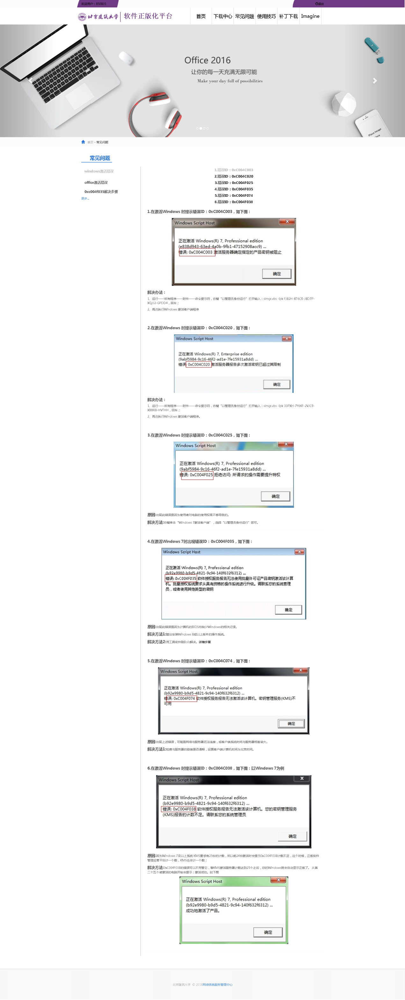 欢迎用户：850801
退出
北京建筑大学
软件正版化平台
首页
下载中心
常见问题
使用技巧
补丁下载
Imagine
Office 2016
让你的每一天充满无限可能
Make your day full of possibilities
Place Image
Here
首页 - 常见问题
常见问题
windows激活错误
office激活错误
0xc004f035解决步骤
更多...
1.错误ID：0xC004C003
2.错误ID：0xC004C020
3.错误ID：0xC004F025
4.错误ID：0xC004F035
5.错误ID：0xC004F074
6.错误ID：0xC004F038
1.在激活Windows 时提示错误ID：0xC004C003，如下图：
Windows Script Host
正在激活 Windows(R) 7, Professional edition
(e838d943-63ed-4a0b-9fb1-47152908acc9) ...
错误: 0xC004C003 激活服务器确定指定的产品密钥被阻止
确定
解决办法：
1、运行——所有程序——附件——命令提示符，右键“以管理员身份运行”打开输入：slmgr.vbs -ipk FJ82H-XT6CR-J8D7P-
XQJJ2-GPDD4，回车；
2、再次执行Windows 激活客户端程序
2.在激活Windows 时提示错误ID：0xC004C020，如下图：
Windows Script Host
正在激活 Windows(R) 7, Enterprise edition
(9abf5984-9c16-46f2-ad1e-7fe15931a8dd) ...
错误: 0xC004C020 激活服务器报告多次激活密钥已超过其限制
确定
解决办法：
1、运行——所有程序——附件——命令提示符，右键“以管理员身份运行”打开输入：slmgr.vbs -ipk 33PXH-7Y6KF-2VJC9-
XBBR8-HVTHH，回车；
2、再次执行Windows 激活客户端程序。
3.在激活Windows 时提示错误ID：0xC004C025，如下图：
Windows Script Host
正在激活 Windows(R) 7, Professional edition
(9abf5984-9c16-46f2-ad1e-7fe15931a8dd) ...
错误: 0xC004F025 拒绝访问: 所请求的操作需要提升特权
确定
原因:出现此错误是因为使用者对电脑的使用权限不够导致的。
解决方法:右键单击“Windows 7激活客户端”，选择“以管理员身份运行”即可。
4.在激活Windows 7时出现错误ID：0xC004F035，如下图：
Windows Script Host
正在激活 Windows(R) 7, Professional edition
(b92e9980-b9d5-4821-9c94-140f632f6312) ...
错误: 0xC004F035 软件授权服务报告无法使用批量许可证产品密钥激活该计算
机。批量授权系统要求从具有资格的操作系统进行升级。请联系您的系统管理
员，或者使用其他类型的密钥
确定
原因:出现此错误是因为计算机的BIOS内缺少Windows的相关记录。
解决方法1:建议安装Windows 8或以上版本的操作系统。
解决方法2:用工具软件刷Bois解决。详细步骤
5.在激活Windows 时提示错误ID：0xC004C074，如下图：
Windows Script Host
正在激活 Windows(R) 7, Professional edition
(b92e9980-b9d5-4821-9c94-140f632f6312) ...
错误: 0xC004F074 软件授权服务报告无法激活该计算机。密钥管理服务(KMS)不
可用
确定
原因:出现上述错误，可能是网络与服务器无法连接，或客户端系统时间与服务器相差较大。
解决方法1:检查与服务器的链接是否通畅，设置客户端计算机时间为北京时间。
6.在激活Windows 时提示错误ID：0xC004C038，如下图：以Windows 7为例
Windows Script Host
正在激活 Windows(R) 7, Professional edition
(b92e9980-b9d5-4821-9c94-140f632f6312) ...
错误: 0xC004F038 软件授权服务报告无法激活该计算机。您的密钥管理服务
(KMS)报告的计数不足。请联系您的系统管理员
确定
原因:因为Windows 7及以上系统 KMS要求有25台的计数，所以前24台激活时会提示0xC004F038计数不足，这个时候，正版软件
管理运营平台计一个数，KMS也会计一个数；
解决方法:0xC004F038的错误可以不用管它，等KMS激活服务器计数达到25个之后，您的Windows就会自动显示正版了。 从第
二十五个被激活的电脑开始会提示：激活成功。如下图
Windows Script Host
正在激活 Windows(R) 7, Professional edition
(b92e9980-b9d5-4821-9c94-140f632f6312) ...
成功地激活了产品。
确定
北京建筑大学 © 2018网络信息服务管理中心